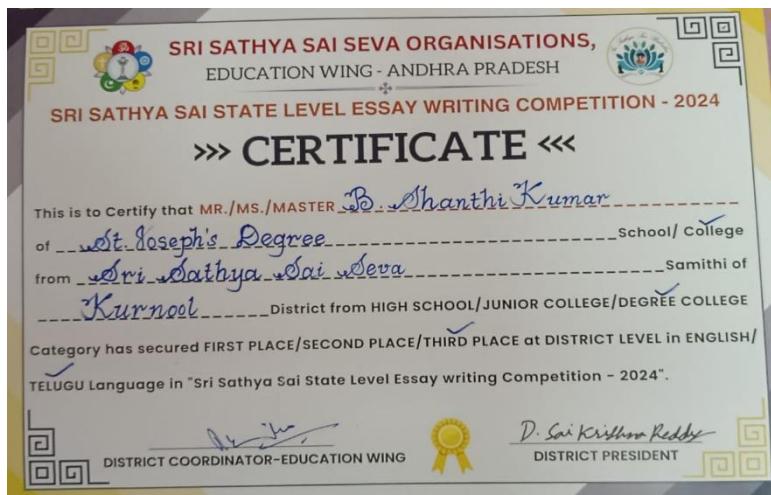 SRI SATHYA SAI SEVA ORGANISATIONS,
EDUCATION WING - ANDHRA PRADESH
SRI SATHYA SAI STATE LEVEL ESSAY WRITING COMPETITION - 2024
>>> CERTIFICATE <<<
This is to Certify that MR./MS./MASTER B. Shanthi Kumar
of St. Joseph's Degree School/ College
from Sri Sathya Sai Seva Samithi of
Kurnool District from HIGH SCHOOL/JUNIOR COLLEGE/DEGREE COLLEGE
Category has secured FIRST PLACE/SECOND PLACE/THIRD PLACE at DISTRICT LEVEL in ENGLISH/
TELUGU Language in "Sri Sathya Sai State Level Essay writing Competition - 2024".
D. Sai Krishna Reddy
DISTRICT COORDINATOR-EDUCATION WING DISTRICT PRESIDENT